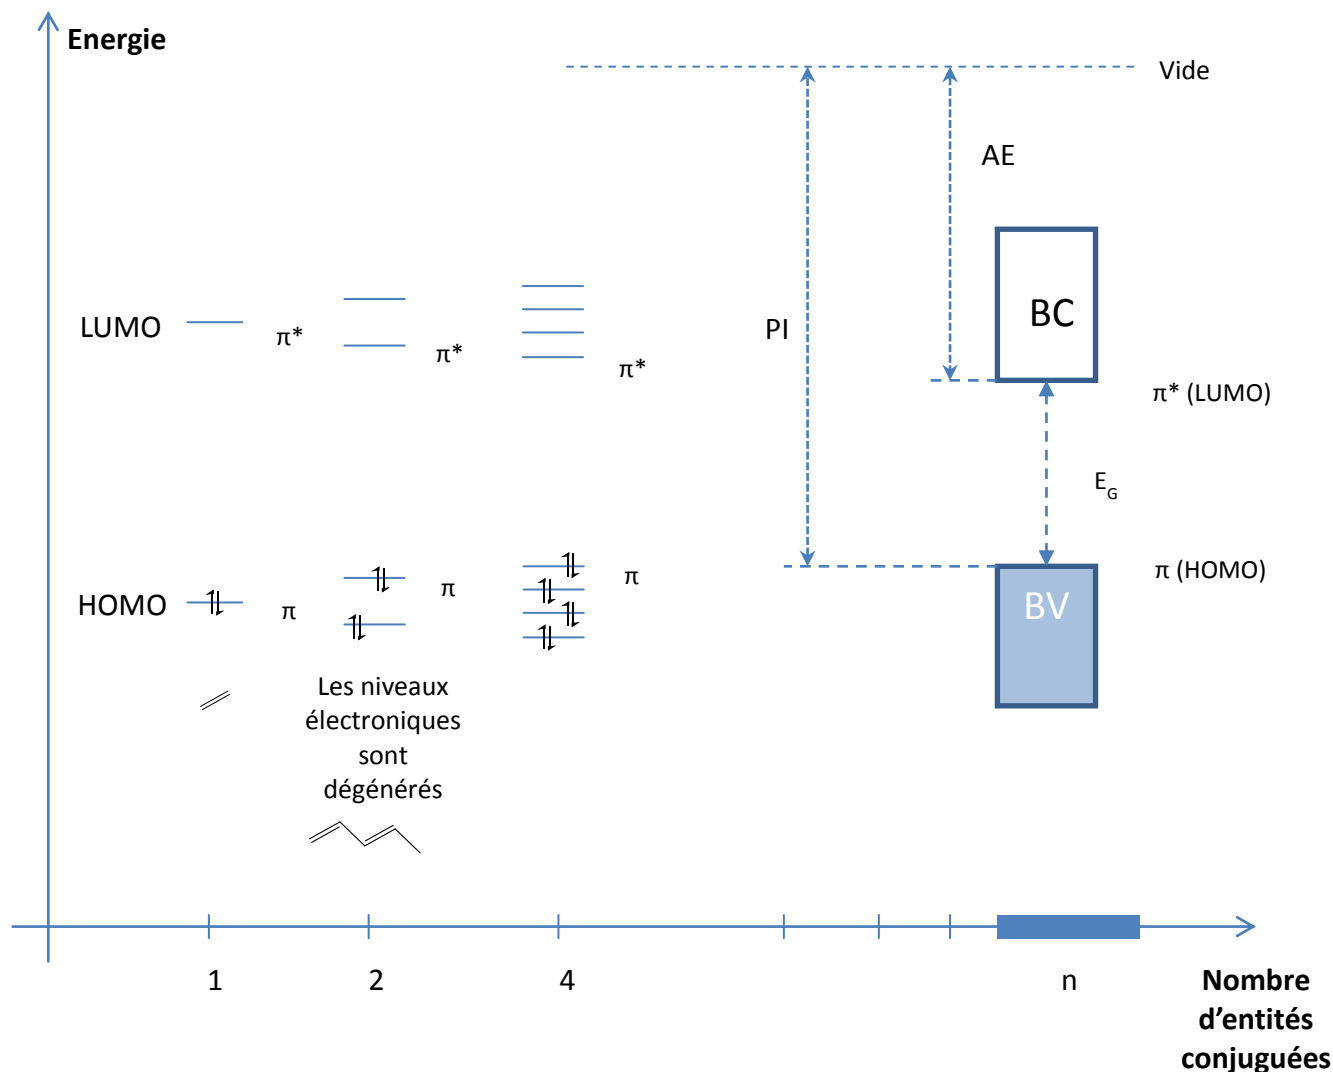 Energie
Vide
AE
PI
BC
LUMO
π*
π*
π*
π* (LUMO)
E_G
HOMO
π
π
π
π (HOMO)
BV
Les niveaux
électroniques
sont
dégénérés
1
2
4
n
Nombre
d'entités
conjuguées